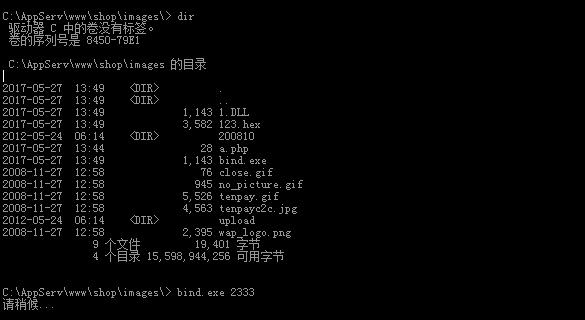 C:\AppServ\www\shop\images\> dir
驱动器 C 中的卷没有标签。
卷的序列号是 8450-79E1
C:\AppServ\www\shop\images 的目录
2017-05-27 13:49 <DIR> .
2017-05-27 13:49 <DIR> ..
2017-05-27 13:49 1,143 1.DLL
2017-05-27 13:49 3,582 123.hex
2012-05-24 06:14 <DIR> 200810
2017-05-27 13:44 28 a.php
2017-05-27 13:49 1,143 bind.exe
2008-11-27 12:58 76 close.gif
2008-11-27 12:58 945 no_picture.gif
2008-11-27 12:58 5,526 tenpay.gif
2008-11-27 12:58 4,563 tenpayc2c.jpg
2012-05-24 06:14 <DIR> upload
2008-11-27 12:58 2,395 wap_logo.png
9 个文件 19,401 字节
4 个目录 15,598,944,256 可用字节
C:\AppServ\www\shop\images\> bind.exe 2333
请稍候...